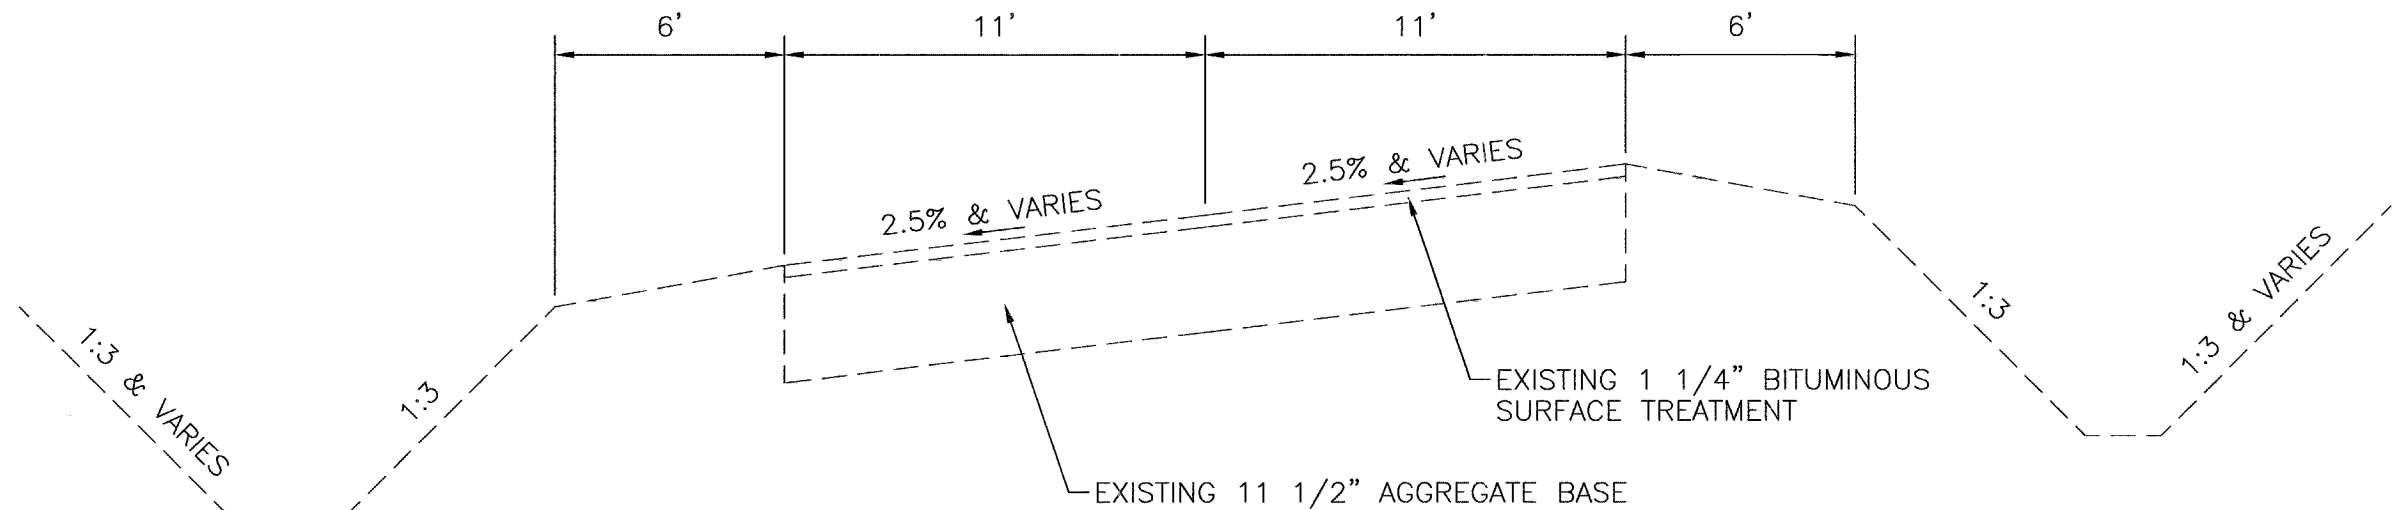 6' 11' 11' 6'
2.5% & VARIES
2.5% & VARIES
1:3 & VARIES
1:3
1:3
1:3 & VARIES
EXISTING 1 1/4" BITUMINOUS
SURFACE TREATMENT
EXISTING 11 1/2" AGGREGATE BASE